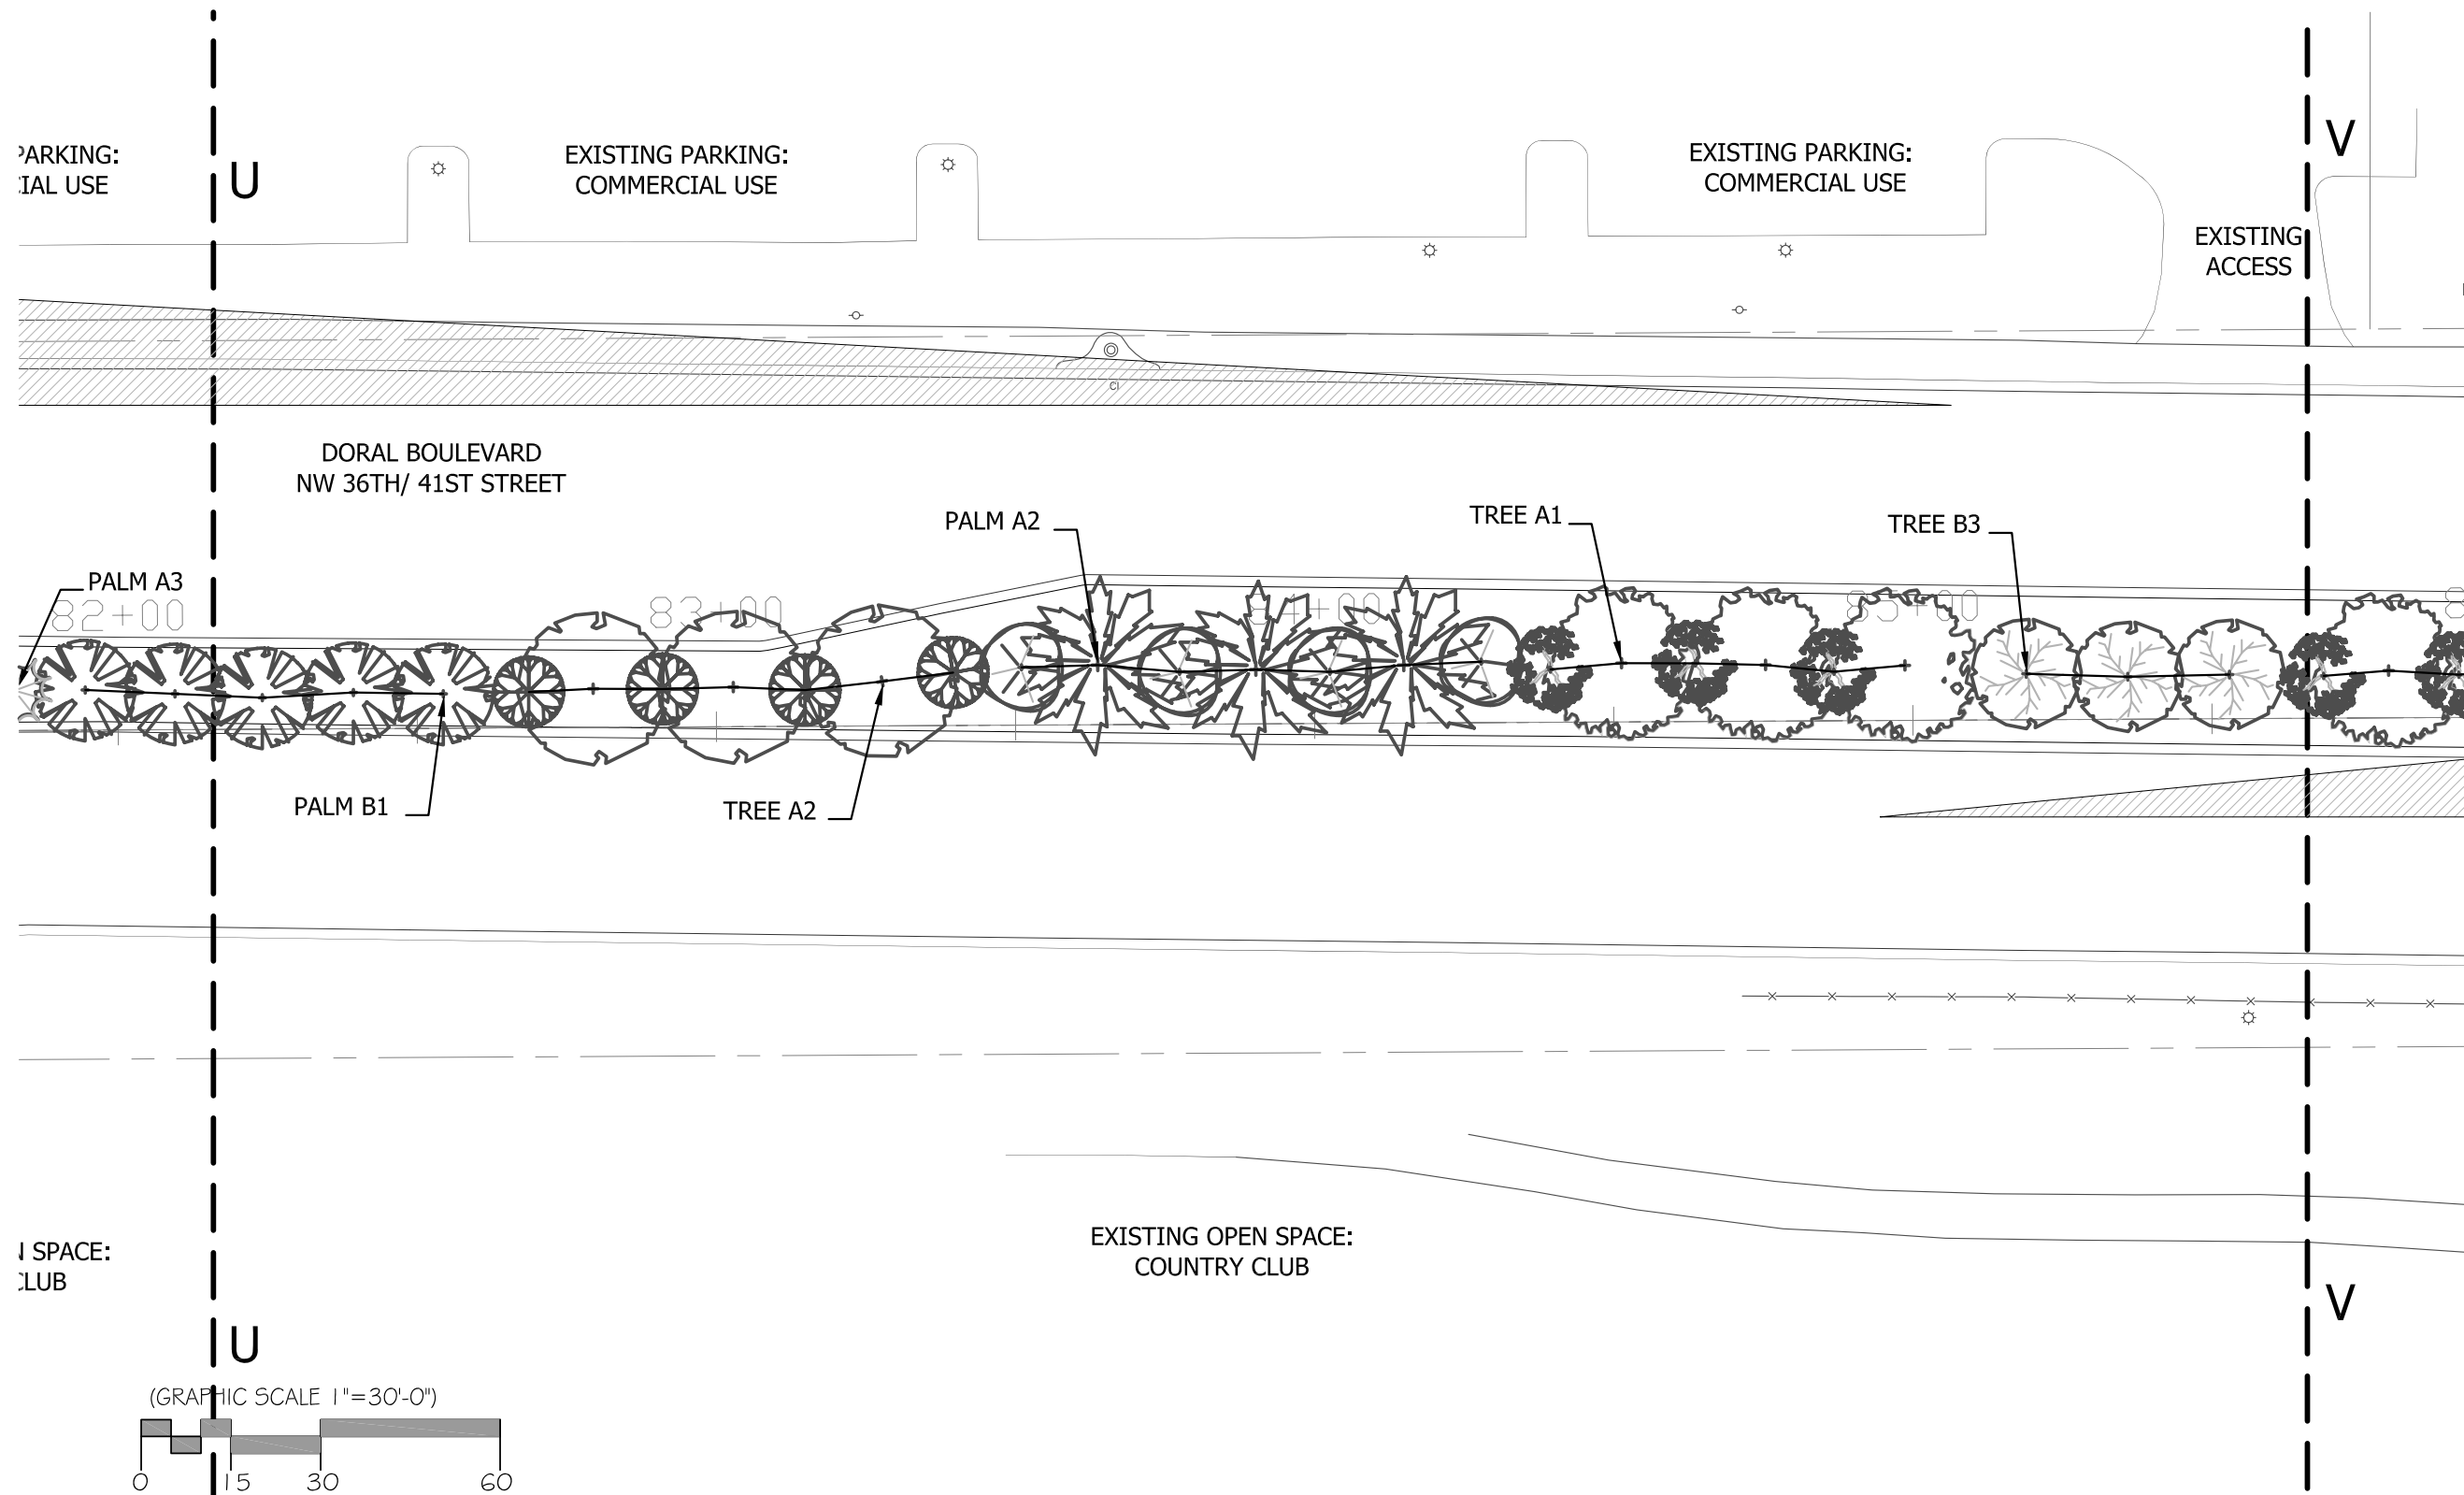 PARKING:
IAL USE
U
EXISTING PARKING:
COMMERCIAL USE
EXISTING PARKING:
COMMERCIAL USE
V
EXISTING
ACCESS
CI
DORAL BOULEVARD
NW 36TH/ 41ST STREET
PALM A2
TREE A1
TREE B3
PALM A3
82+00
83+00
84+00
85+00
8
PALM B1
TREE A2
EXISTING OPEN SPACE:
COUNTRY CLUB
SPACE:
CLUB
V
U
(GRAPHIC SCALE 1"=30'-0")
0 15 30 60